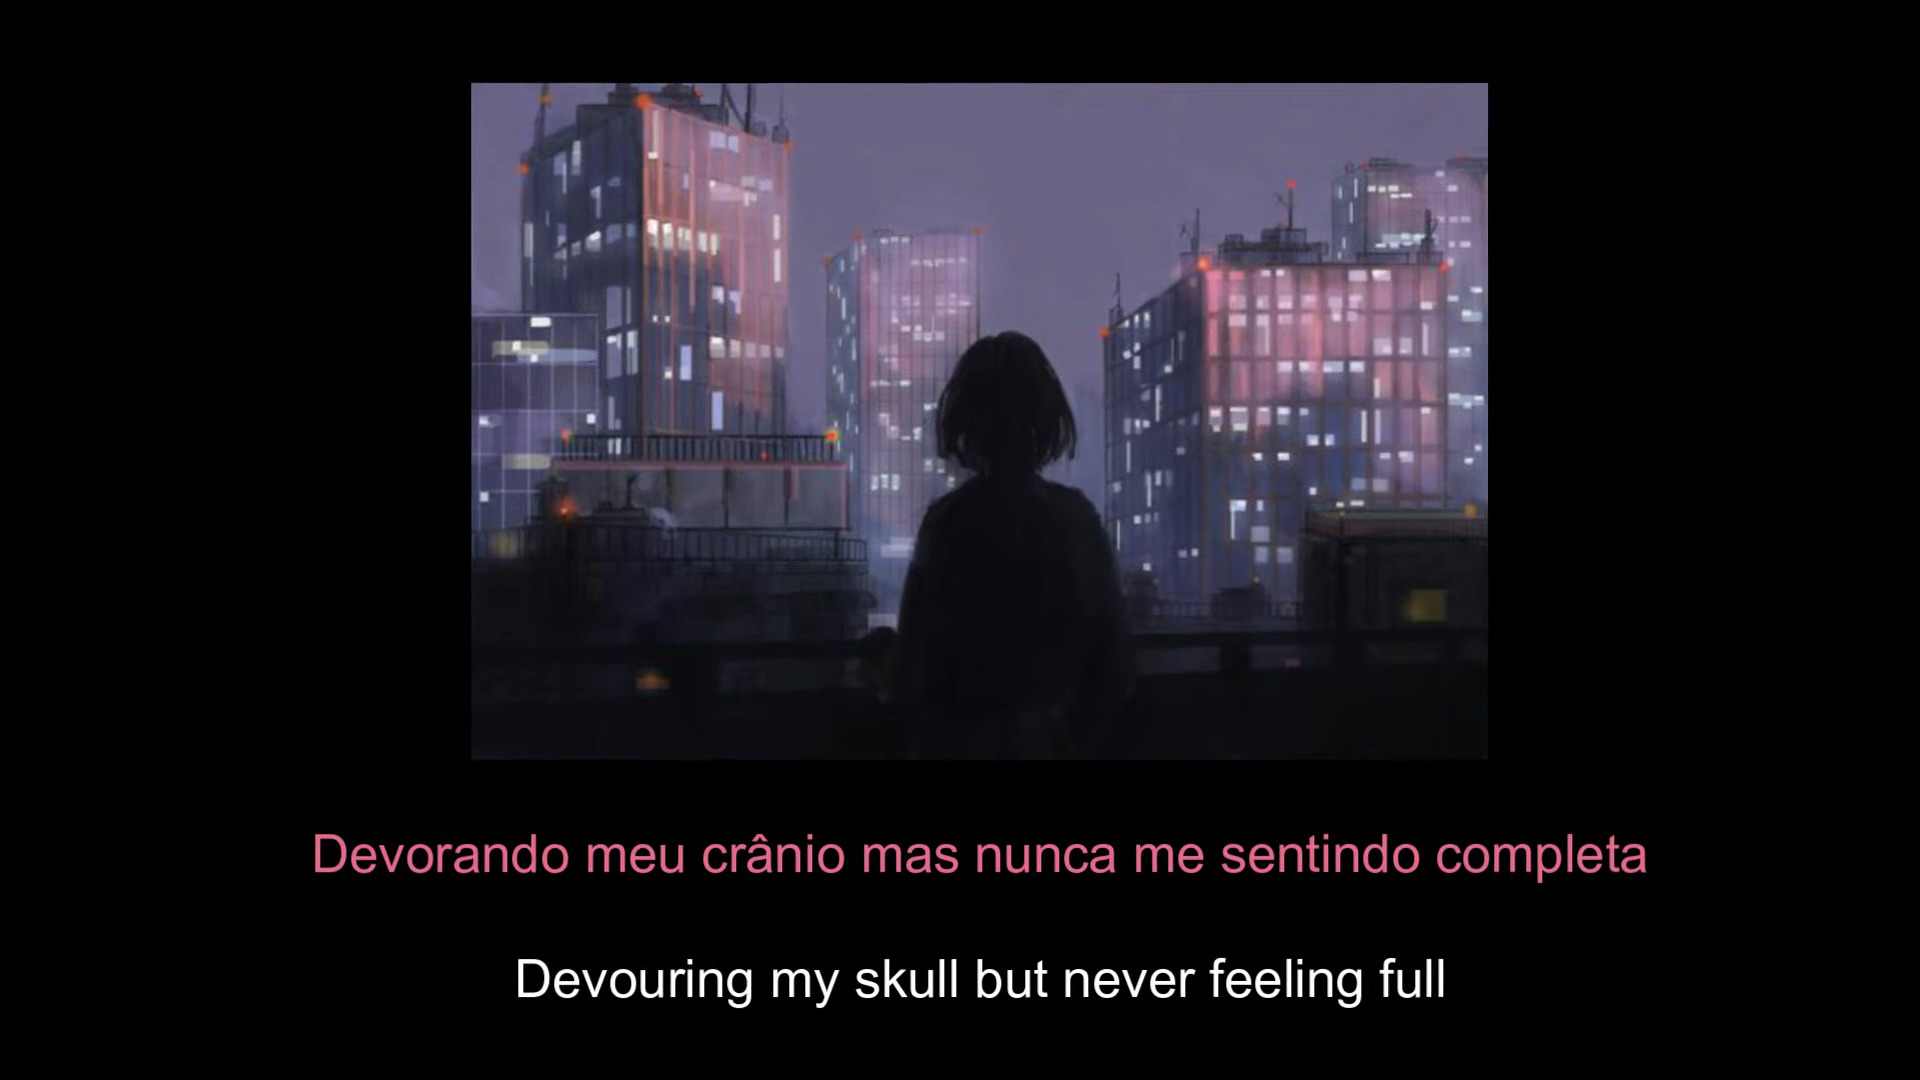 Devorando meu crânio mas nunca me sentindo completa
Devouring my skull but never feeling full